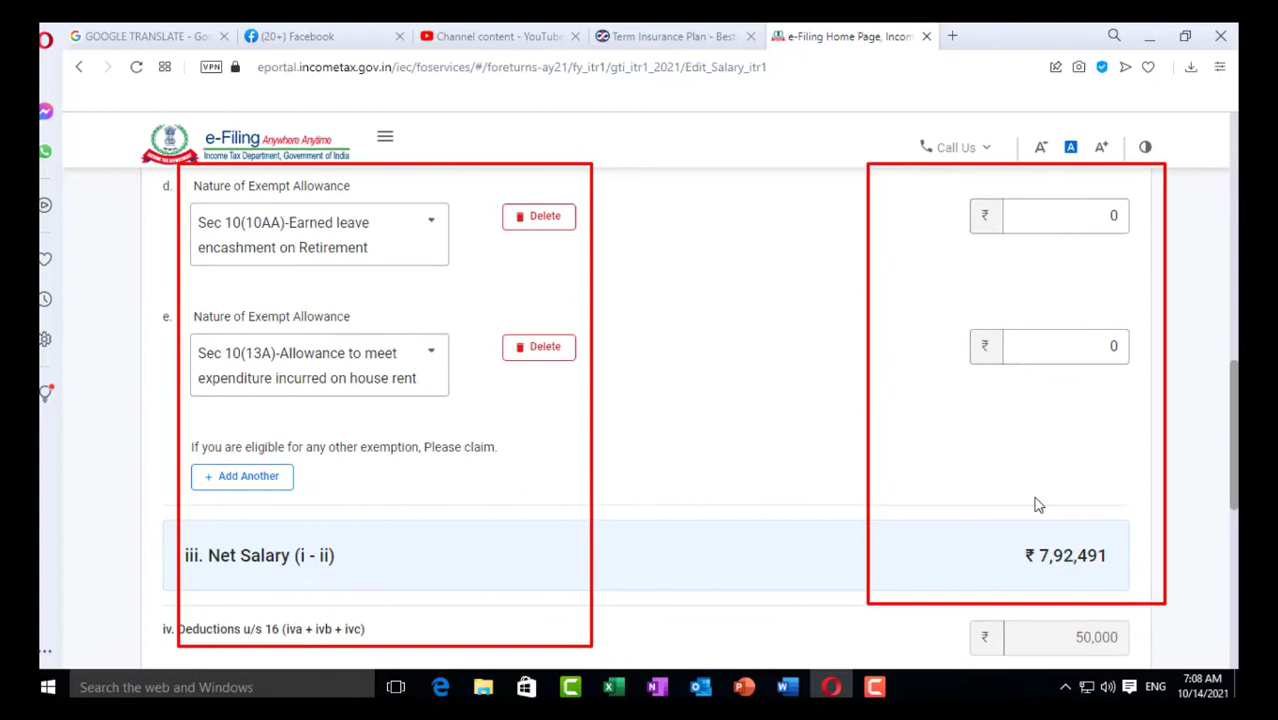 GOOGLE TRANSLATE - Goo
(20+) Facebook
Channel content - YouTube
Term Insurance Plan - Best
e-Filing Home Page, Incom
VPN
eportal.incometax.gov.in/iec/foservices/#/foreturns-ay21/fy_itr1/gti_itr1_2021/Edit_Salary_itr1
e-Filing Anywhere Anytime
Income Tax Department, Government of India
Call Us
A-
A
A+
d. Nature of Exempt Allowance
Sec 10(10AA)-Earned leave
encashment on Retirement
Delete
₹ 0
e. Nature of Exempt Allowance
Sec 10(13A)-Allowance to meet
expenditure incurred on house rent
Delete
₹ 0
If you are eligible for any other exemption, Please claim.
+ Add Another
iii. Net Salary (i - ii)
₹ 7,92,491
iv. Deductions u/s 16 (iva + ivb + ivc)
₹ 50,000
Search the web and Windows
ENG
7:08 AM
10/14/2021